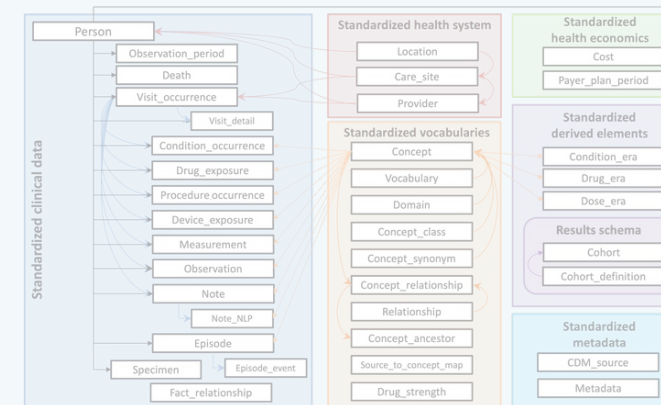 Standardized clinical data
Person
Observation_period
Death
Visit_occurrence
Visit_detail
Condition_occurrence
Drug_exposure
Procedure occurrence
Device_exposure
Measurement
Observation
Note
Note_NLP
Episode
Specimen
Episode_event
Fact_relationship
Standardized health system
Location
Care_site
Provider
Standardized vocabularies
Concept
Vocabulary
Domain
Concept_class
Concept_synonym
Concept_relationship
Relationship
Concept_ancestor
Source_to_concept_map
Drug_strength
Standardized
health economics
Cost
Payer_plan_period
Standardized
derived elements
Condition_era
Drug_era
Dose_era
Results schema
Cohort
Cohort_definition
Standardized
metadata
CDM_source
Metadata